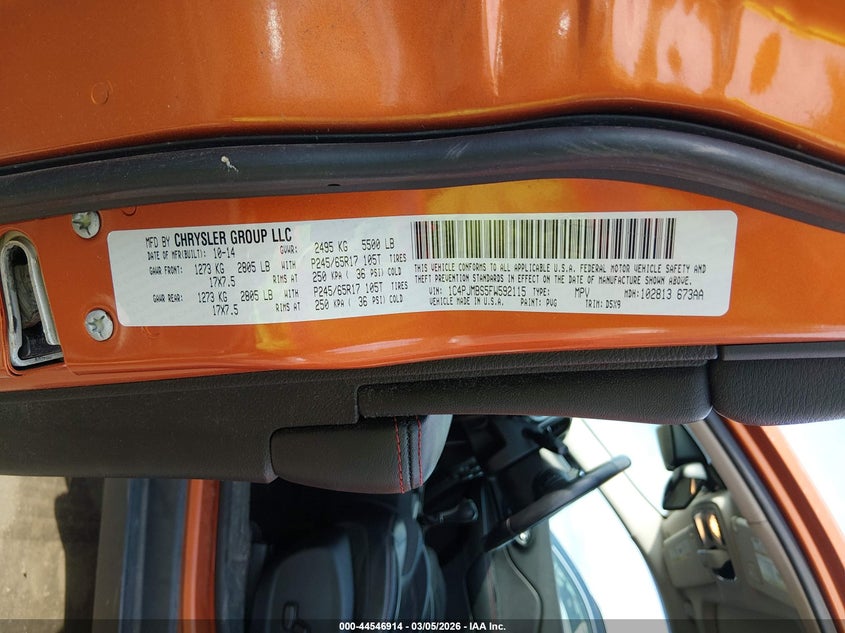 MFD BY CHRYSLER GROUP LLC
DATE OF MFR(BUILT): 10-14 GVWR: 2495 KG 5500 LB
GAWR FRONT: 1273 KG 2805 LB WITH P245/65R17 105T TIRES
17X7.5 RIMS AT 250 KPA ( 36 PSI) COLD
GAWR REAR: 1273 KG 2805 LB WITH P245/65R17 105T TIRES
17X7.5 RIMS AT 250 KPA ( 36 PSI) COLD
THIS VEHICLE CONFORMS TO ALL APPLICABLE U.S.A. FEDERAL MOTOR VEHICLE SAFETY AND
THEFT PREVENTION STANDARDS IN EFFECT ON THE DATE OF MANUFACTURE SHOWN ABOVE.
VIN: 1C4PJMBS5FW592115 TYPE: MPV MDH: 102813 673AA
MADE IN U.S.A. PAINT: PVG TRIM: DSX9
000-44546914 - 03/05/2026 - IAA Inc.